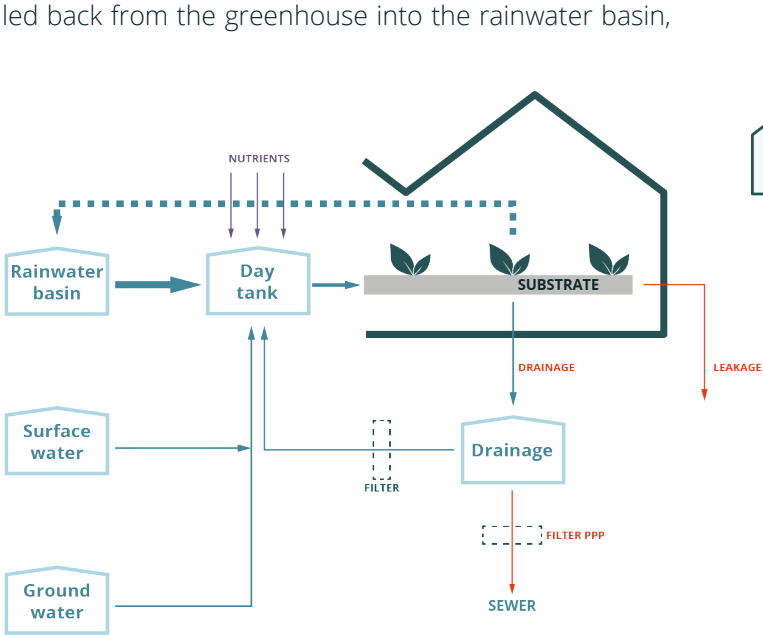 led back from the greenhouse into the rainwater basin,
NUTRIENTS
Rainwater
basin
Day
tank
SUBSTRATE
DRAINAGE
LEAKAGE
Surface
water
Drainage
FILTER
FILTER PPP
Ground
water
SEWER